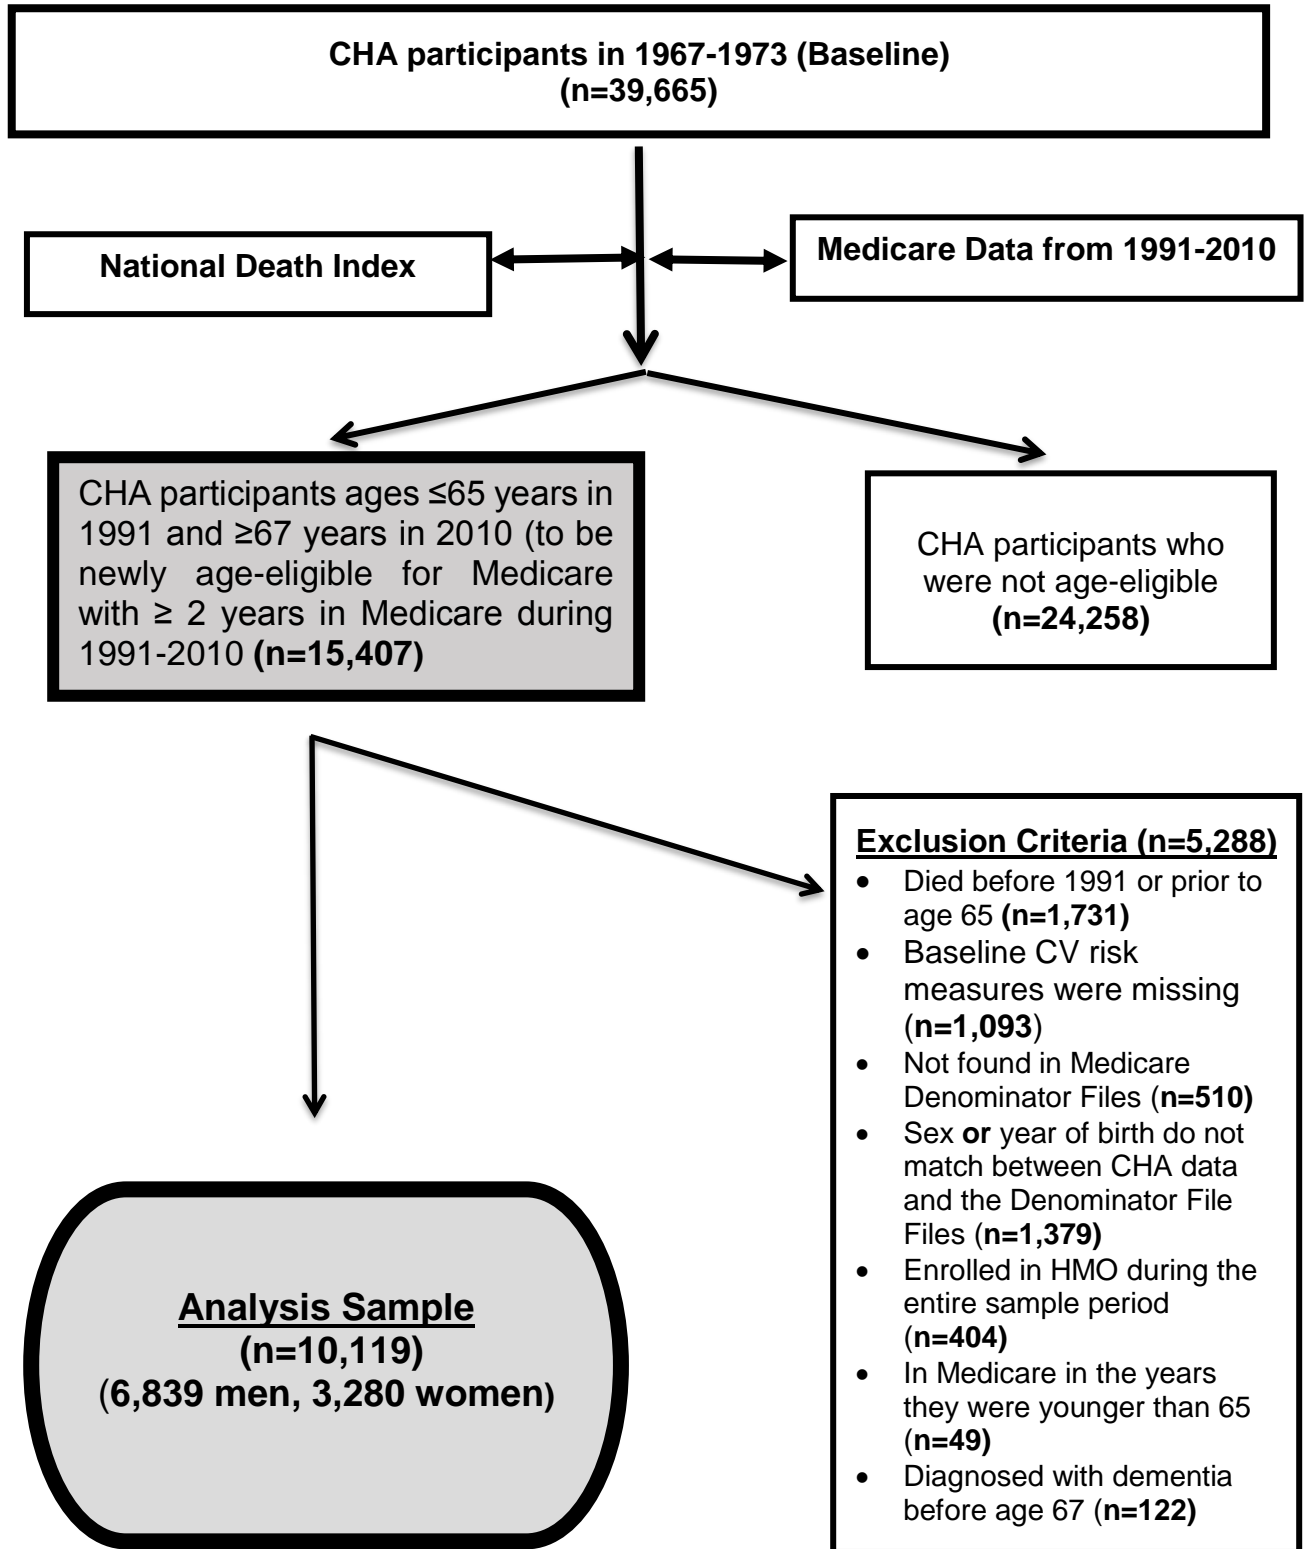 CHA participants in 1967-1973 (Baseline)
(n=39,665)
National Death Index
Medicare Data from 1991-2010
CHA participants ages ≤65 years in
1991 and ≥67 years in 2010 (to be
newly age-eligible for Medicare
with ≥ 2 years in Medicare during
1991-2010 (n=15,407)
CHA participants who
were not age-eligible
(n=24,258)
Exclusion Criteria (n=5,288)
• Died before 1991 or prior to
age 65 (n=1,731)
• Baseline CV risk
measures were missing
(n=1,093)
• Not found in Medicare
Denominator Files (n=510)
• Sex or year of birth do not
match between CHA data
and the Denominator File
Files (n=1,379)
• Enrolled in HMO during the
entire sample period
(n=404)
• In Medicare in the years
they were younger than 65
(n=49)
• Diagnosed with dementia
before age 67 (n=122)
Analysis Sample
(n=10,119)
(6,839 men, 3,280 women)